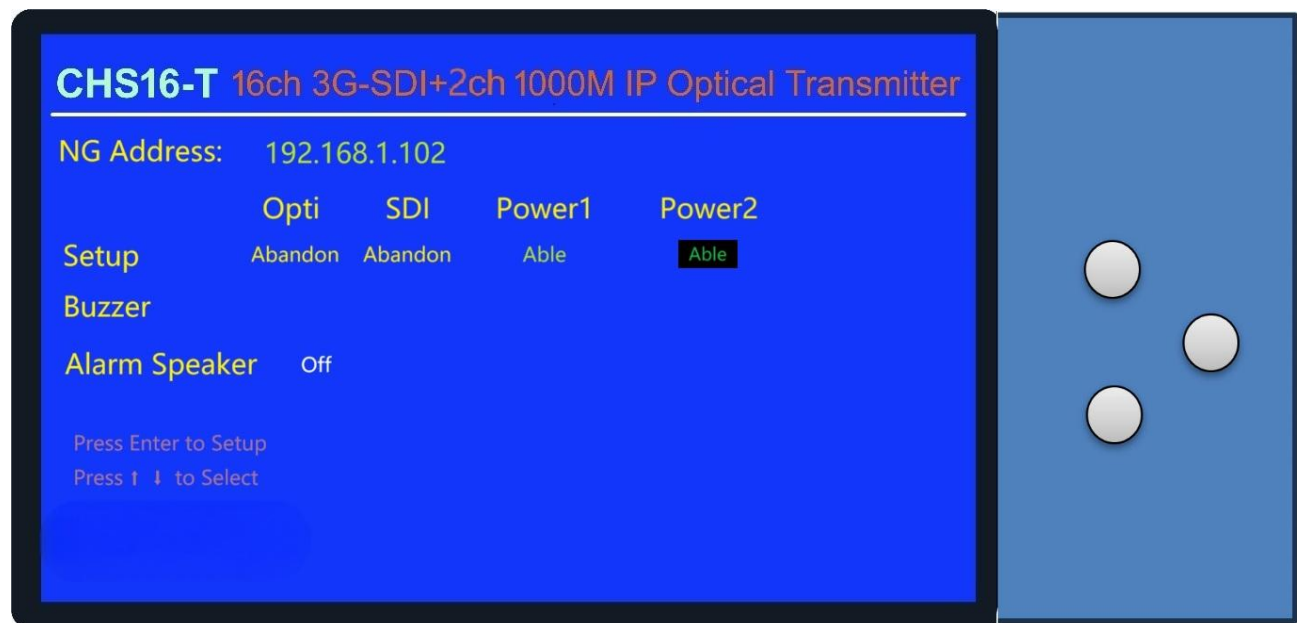 CHS16-T 16ch 3G-SDI+2ch 1000M IP Optical Transmitter
NG Address: 192.168.1.102
Opti SDI Power1 Power2
Setup Abandon Abandon Able Able
Buzzer
Alarm Speaker Off
Press Enter to Setup
Press ↑ ↓ to Select